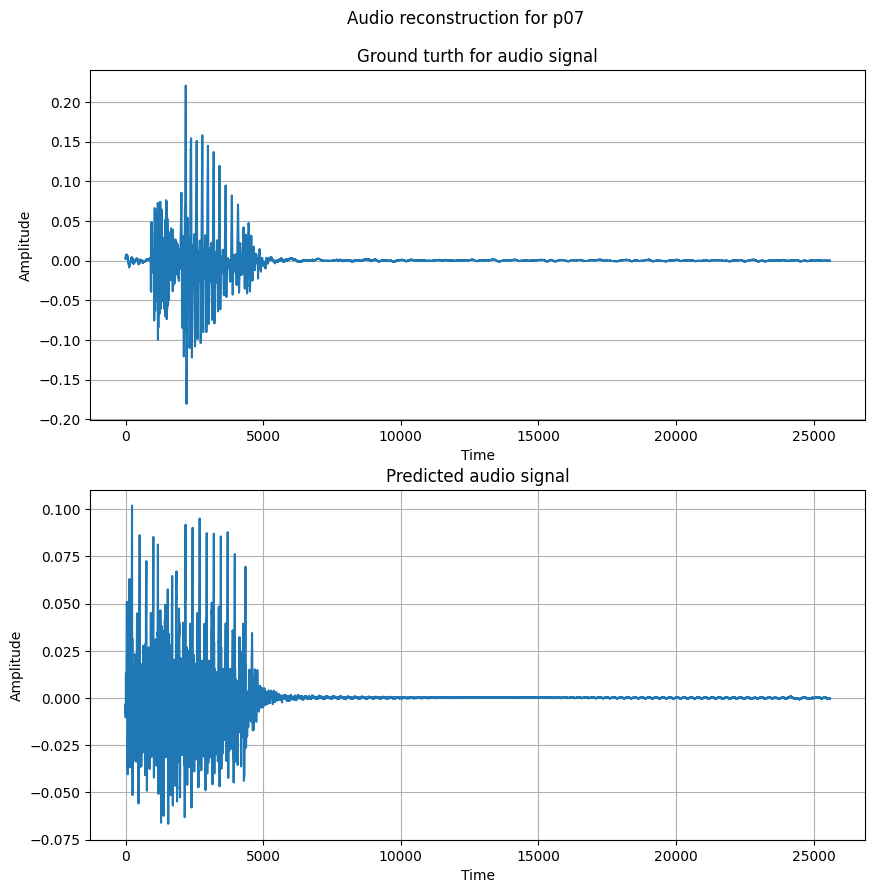 Audio reconstruction for p07
Ground turth for audio signal
0.20
0.15
0.10
0.05
0.00
−0.05
−0.10
−0.15
−0.20
Amplitude
0 5000 10000 15000 20000 25000
Time
Predicted audio signal
0.100
0.075
0.050
0.025
0.000
−0.025
−0.050
−0.075
Amplitude
0 5000 10000 15000 20000 25000
Time